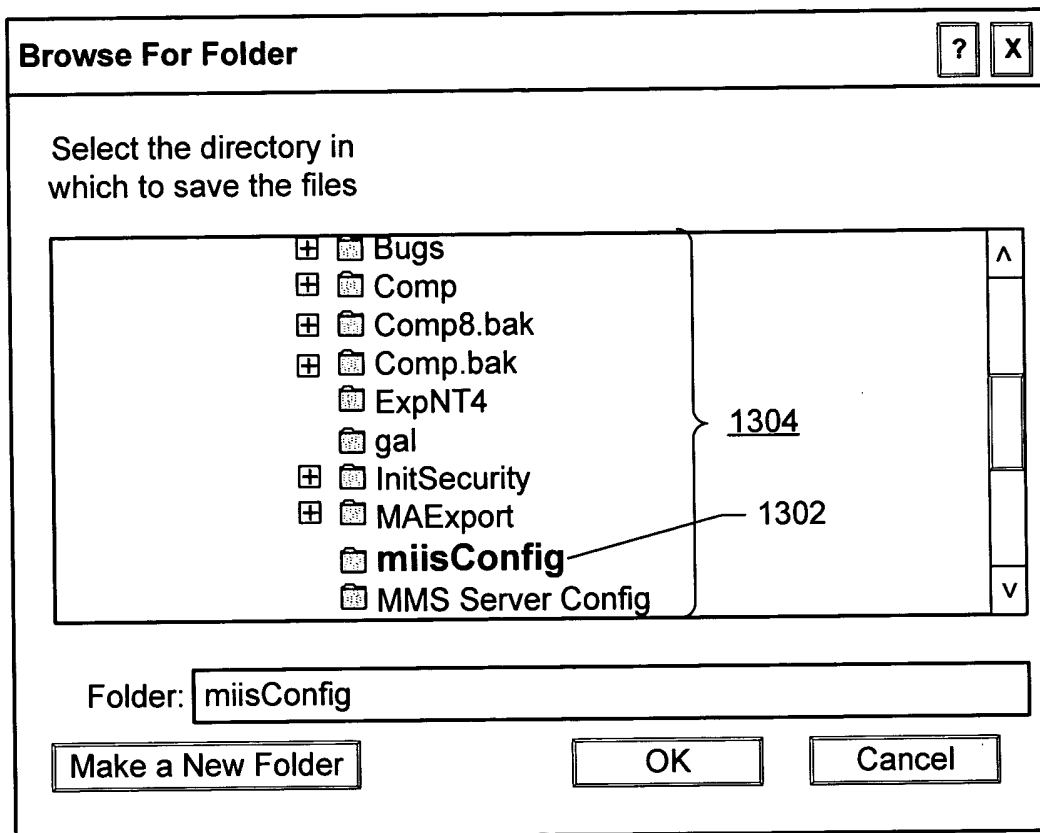 Browse For Folder ? X
Select the directory in
which to save the files
Bugs
Comp
Comp8.bak
Comp.bak
ExpNT4
gal
1304
InitSecurity
MAExport
1302
miisConfig
MMS Server Config
Folder: miisConfig
Make a New Folder OK Cancel